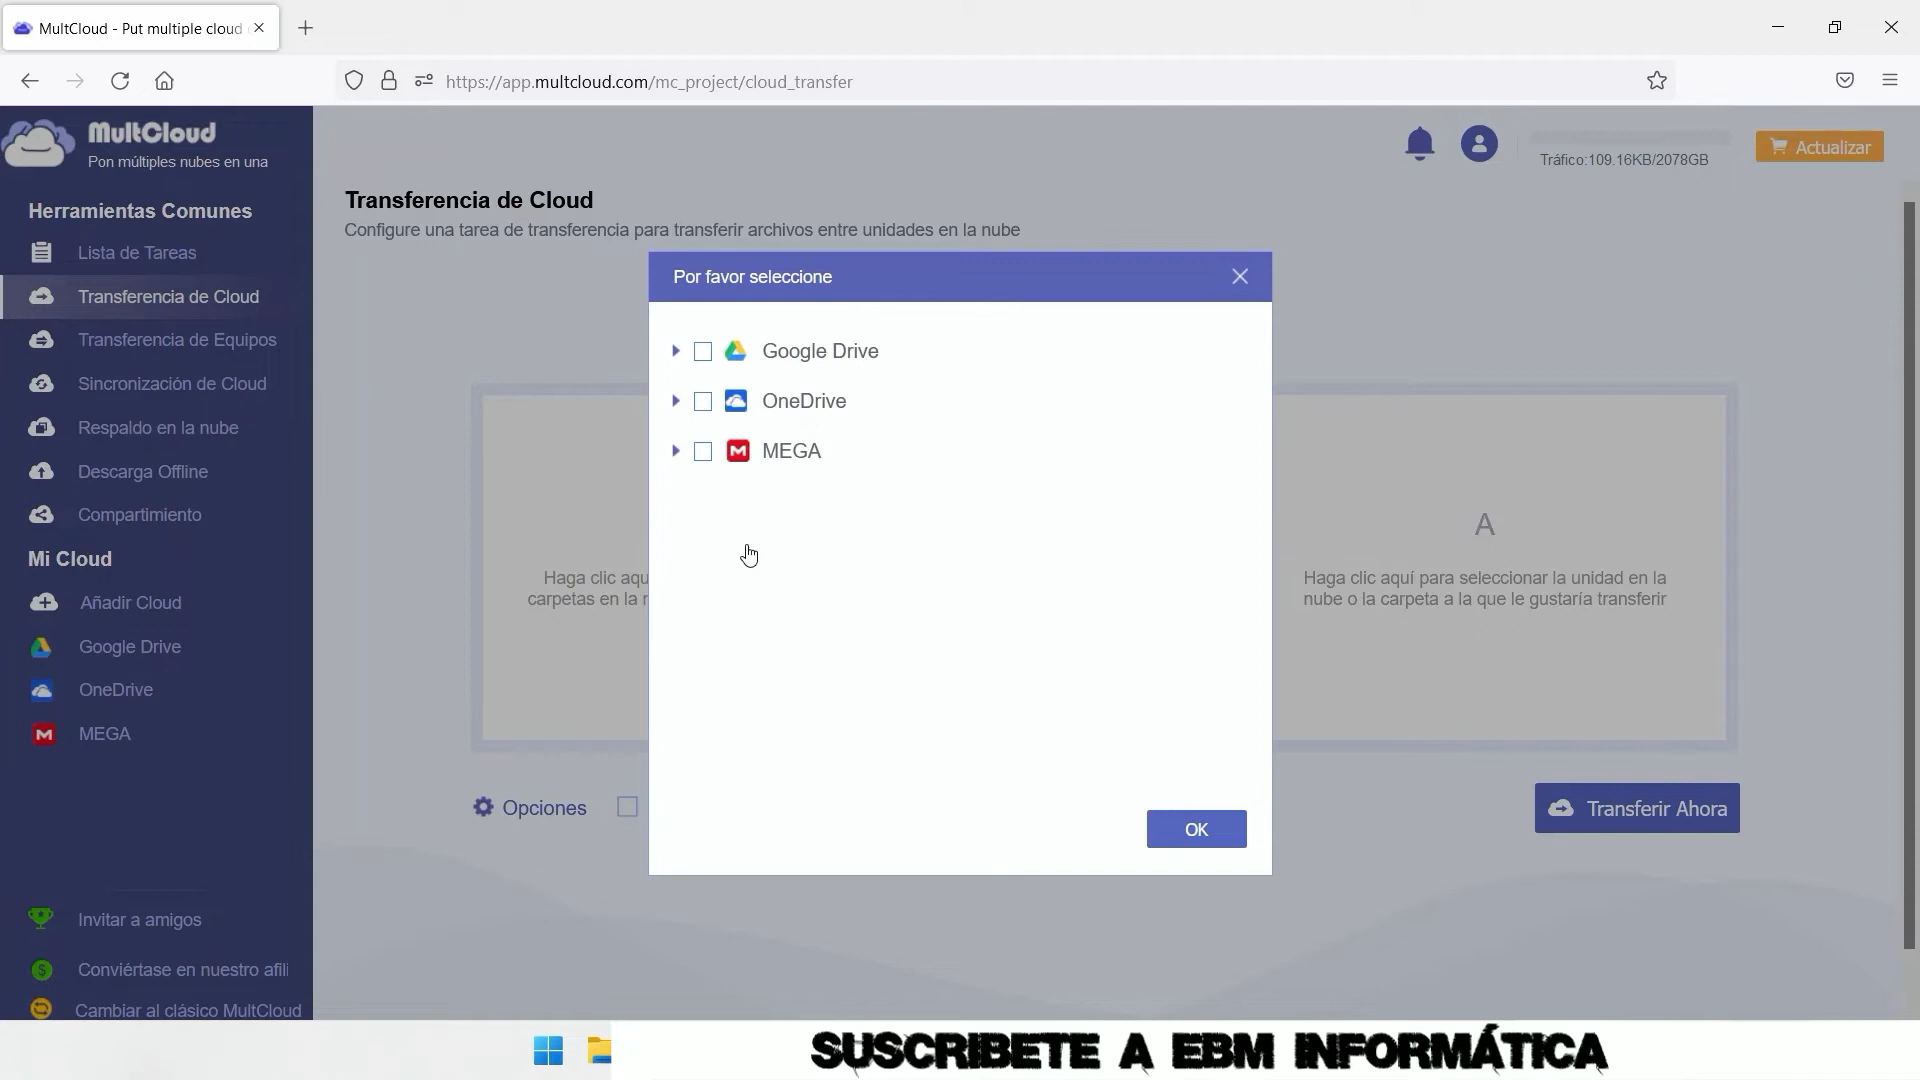 MultCloud - Put multiple cloud
https://app.multcloud.com/mc_project/cloud_transfer
MultCloud
Pon múltiples nubes en una
Tráfico:109.16KB/2078GB
Actualizar
Herramientas Comunes
Lista de Tareas
Transferencia de Cloud
Transferencia de Equipos
Sincronización de Cloud
Respaldo en la nube
Descarga Offline
Compartimiento
Mi Cloud
Añadir Cloud
Google Drive
OneDrive
MEGA
Invitar a amigos
Conviértase en nuestro afili
Cambiar al clásico MultCloud
Transferencia de Cloud
Configure una tarea de transferencia para transferir archivos entre unidades en la nube
Por favor seleccione
Google Drive
OneDrive
MEGA
OK
Haga clic aqu
carpetas en la
A
Haga clic aquí para seleccionar la unidad en la
nube o la carpeta a la que le gustaría transferir
Opciones
Transferir Ahora
SUSCRIBETE A EBM INFORMÁTICA